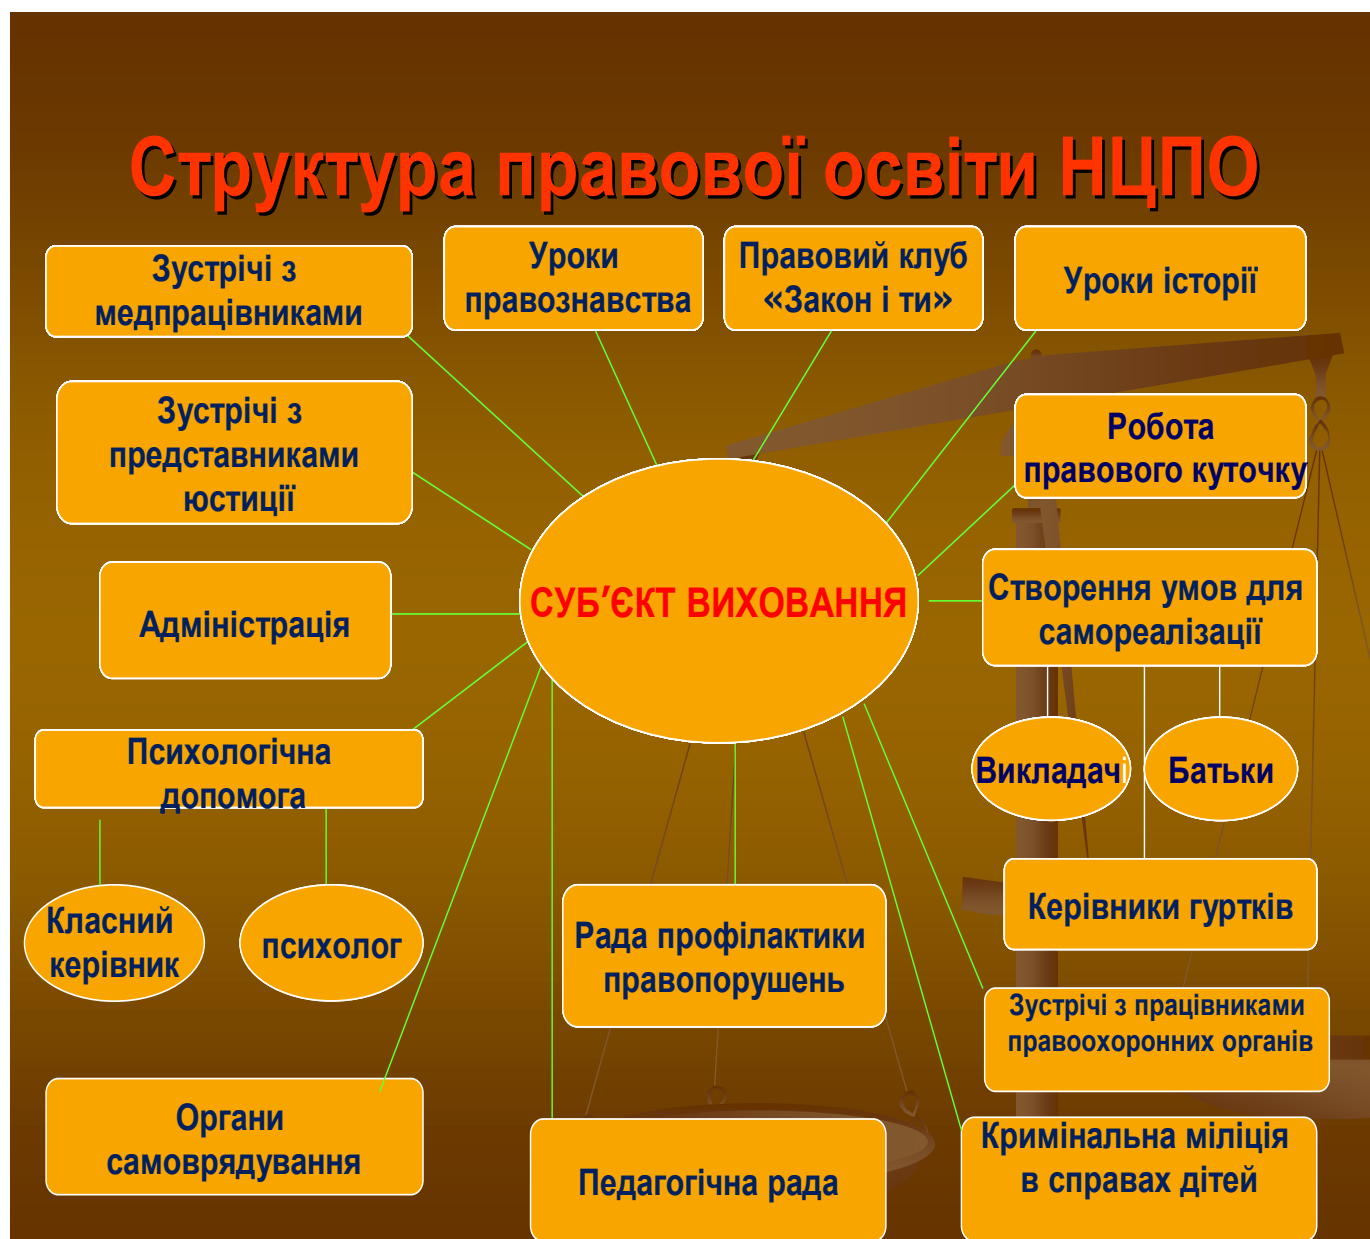 Структура правової освіти НЦПО
Зустрічі з
медпрацівниками
Уроки
правознавства
Правовий клуб
«Закон і ти»
Уроки історії
Зустрічі з
представниками
юстиції
Робота
правового куточку
СУБ′ЄКТ ВИХОВАННЯ
Адміністрація
Створення умов для
самореалізації
Психологічна
допомога
Викладачі
Батьки
Класний
керівник
психолог
Рада профілактики
правопорушень
Керівники гуртків
Зустрічі з працівниками
правоохоронних органів
Органи
самоврядування
Педагогічна рада
Кримінальна міліція
в справах дітей